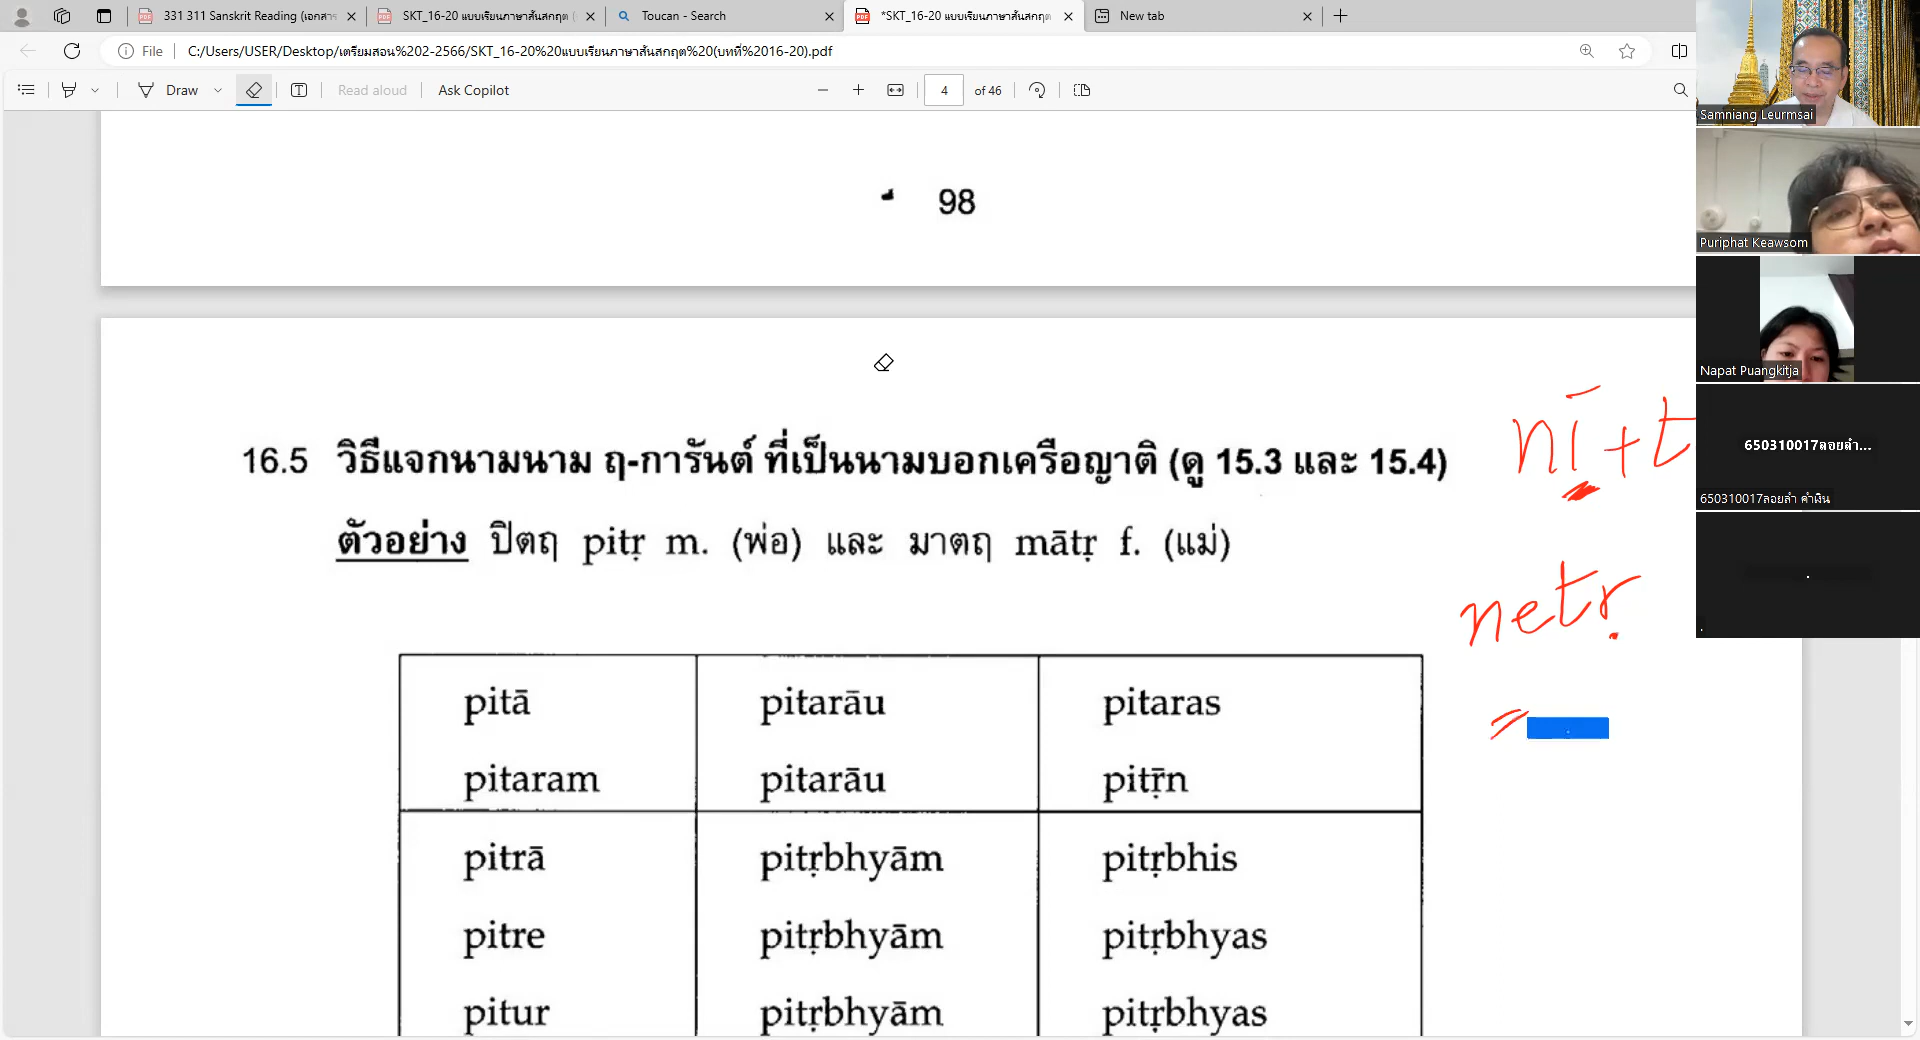 331 311 Sanskrit Reading (เอกสาร
SKT_16-20 แบบเรียนภาษาสันสกฤต (
Toucan - Search
*SKT_16-20 แบบเรียนภาษาสันสกฤต
New tab
File
C:/Users/USER/Desktop/เตรียมสอน%202-2566/SKT_16-20%20แบบเรียนภาษาสันสกฤต%20(บทที่%2016-20).pdf
Draw
Read aloud
Ask Copilot
4 of 46
98
16.5 วิธีแจกนามนาม ฤ-การันต์ ที่เป็นนามบอกเครือญาติ (ดู 15.3 และ 15.4)
ตัวอย่าง ปิตฤ pitṛ m. (พ่อ) และ มาตฤ mātṛ f. (แม่)
pitā pitarāu pitaras
pitaram pitarāu pitṝn
pitrā pitṛbhyām pitṛbhis
pitre pitṛbhyām pitṛbhyas
pitur pitṛbhyām pitṛbhyas
nī + t
netṛ
=
Samniang Leurmsai
Puriphat Keawsom
Napat Puangkitja
650310017ลอยลำ...
650310017ลอยลำ คำผิน